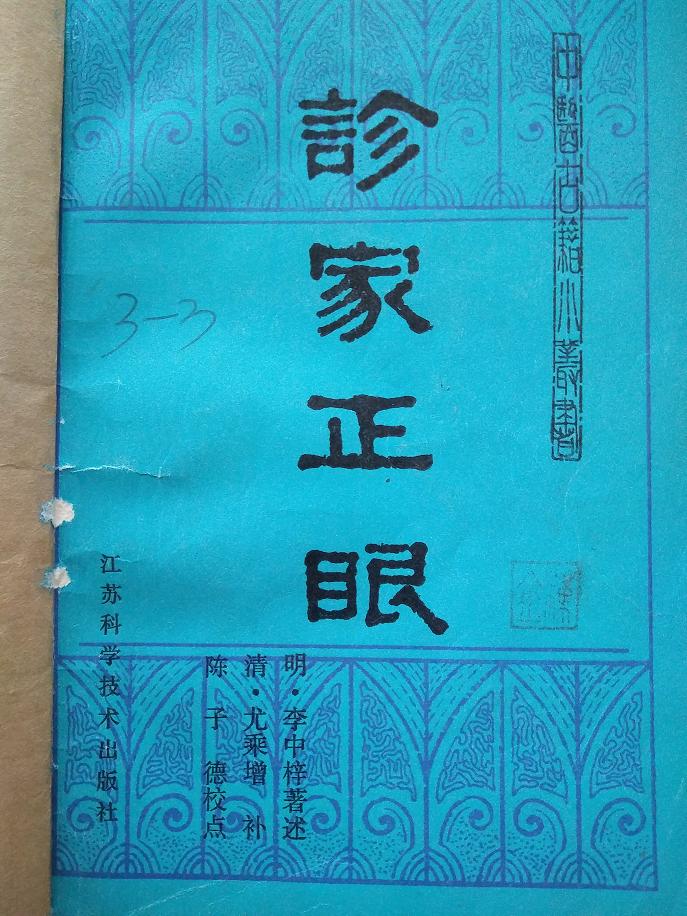 中醫古籍小叢書
診家正眼
3-3
明·李中梓著述
清·尤乘增补
陈子德校点
江苏科学技术出版社